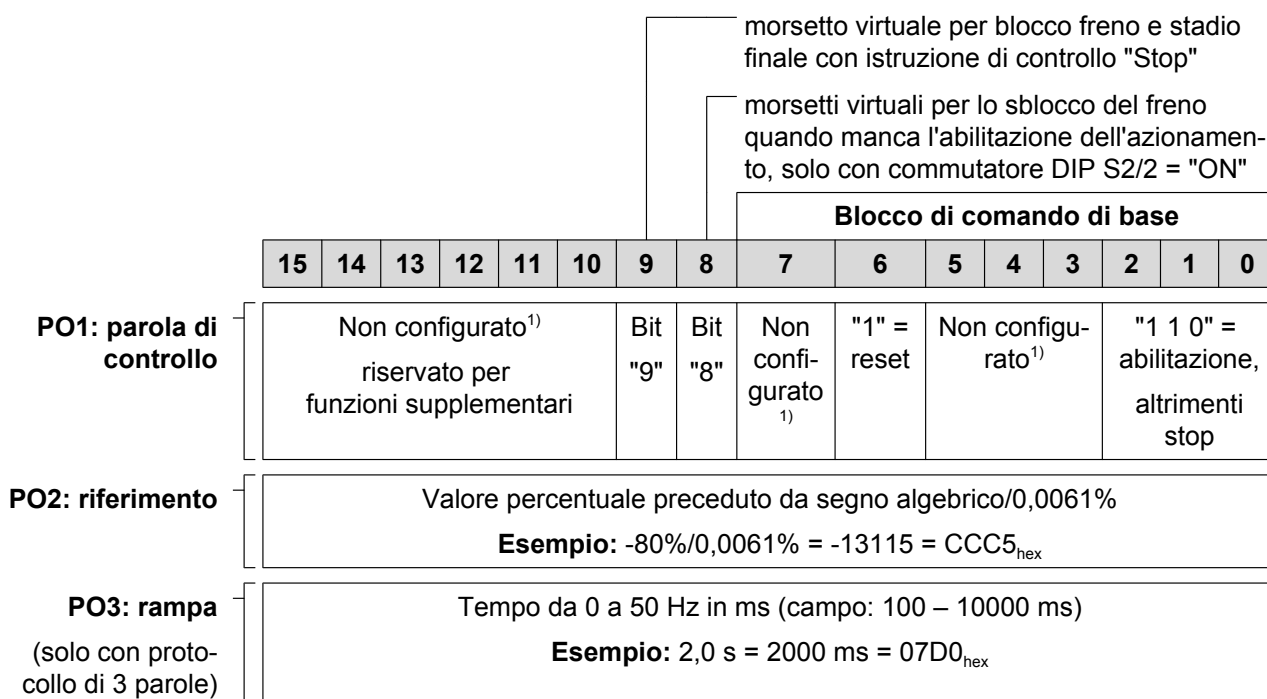 morsetto virtuale per blocco freno e stadio
finale con istruzione di controllo "Stop"
morsetti virtuali per lo sblocco del freno
quando manca l'abilitazione dell'azionamen-
to, solo con commutatore DIP S2/2 = "ON"
Blocco di comando di base
15 14 13 12 11 10 9 8 7 6 5 4 3 2 1 0
PO1: parola di
controllo
Non configurato1)
riservato per
funzioni supplementari
Bit
"9"
Bit
"8"
Non
confi-
gurato
1)
"1" =
reset
Non configu-
rato1)
"1 1 0" =
abilitazione,
altrimenti
stop
PO2: riferimento
Valore percentuale preceduto da segno algebrico/0,0061%
Esempio: -80%/0,0061% = -13115 = CCC5hex
PO3: rampa
(solo con proto-
collo di 3 parole)
Tempo da 0 a 50 Hz in ms (campo: 100 – 10000 ms)
Esempio: 2,0 s = 2000 ms = 07D0hex